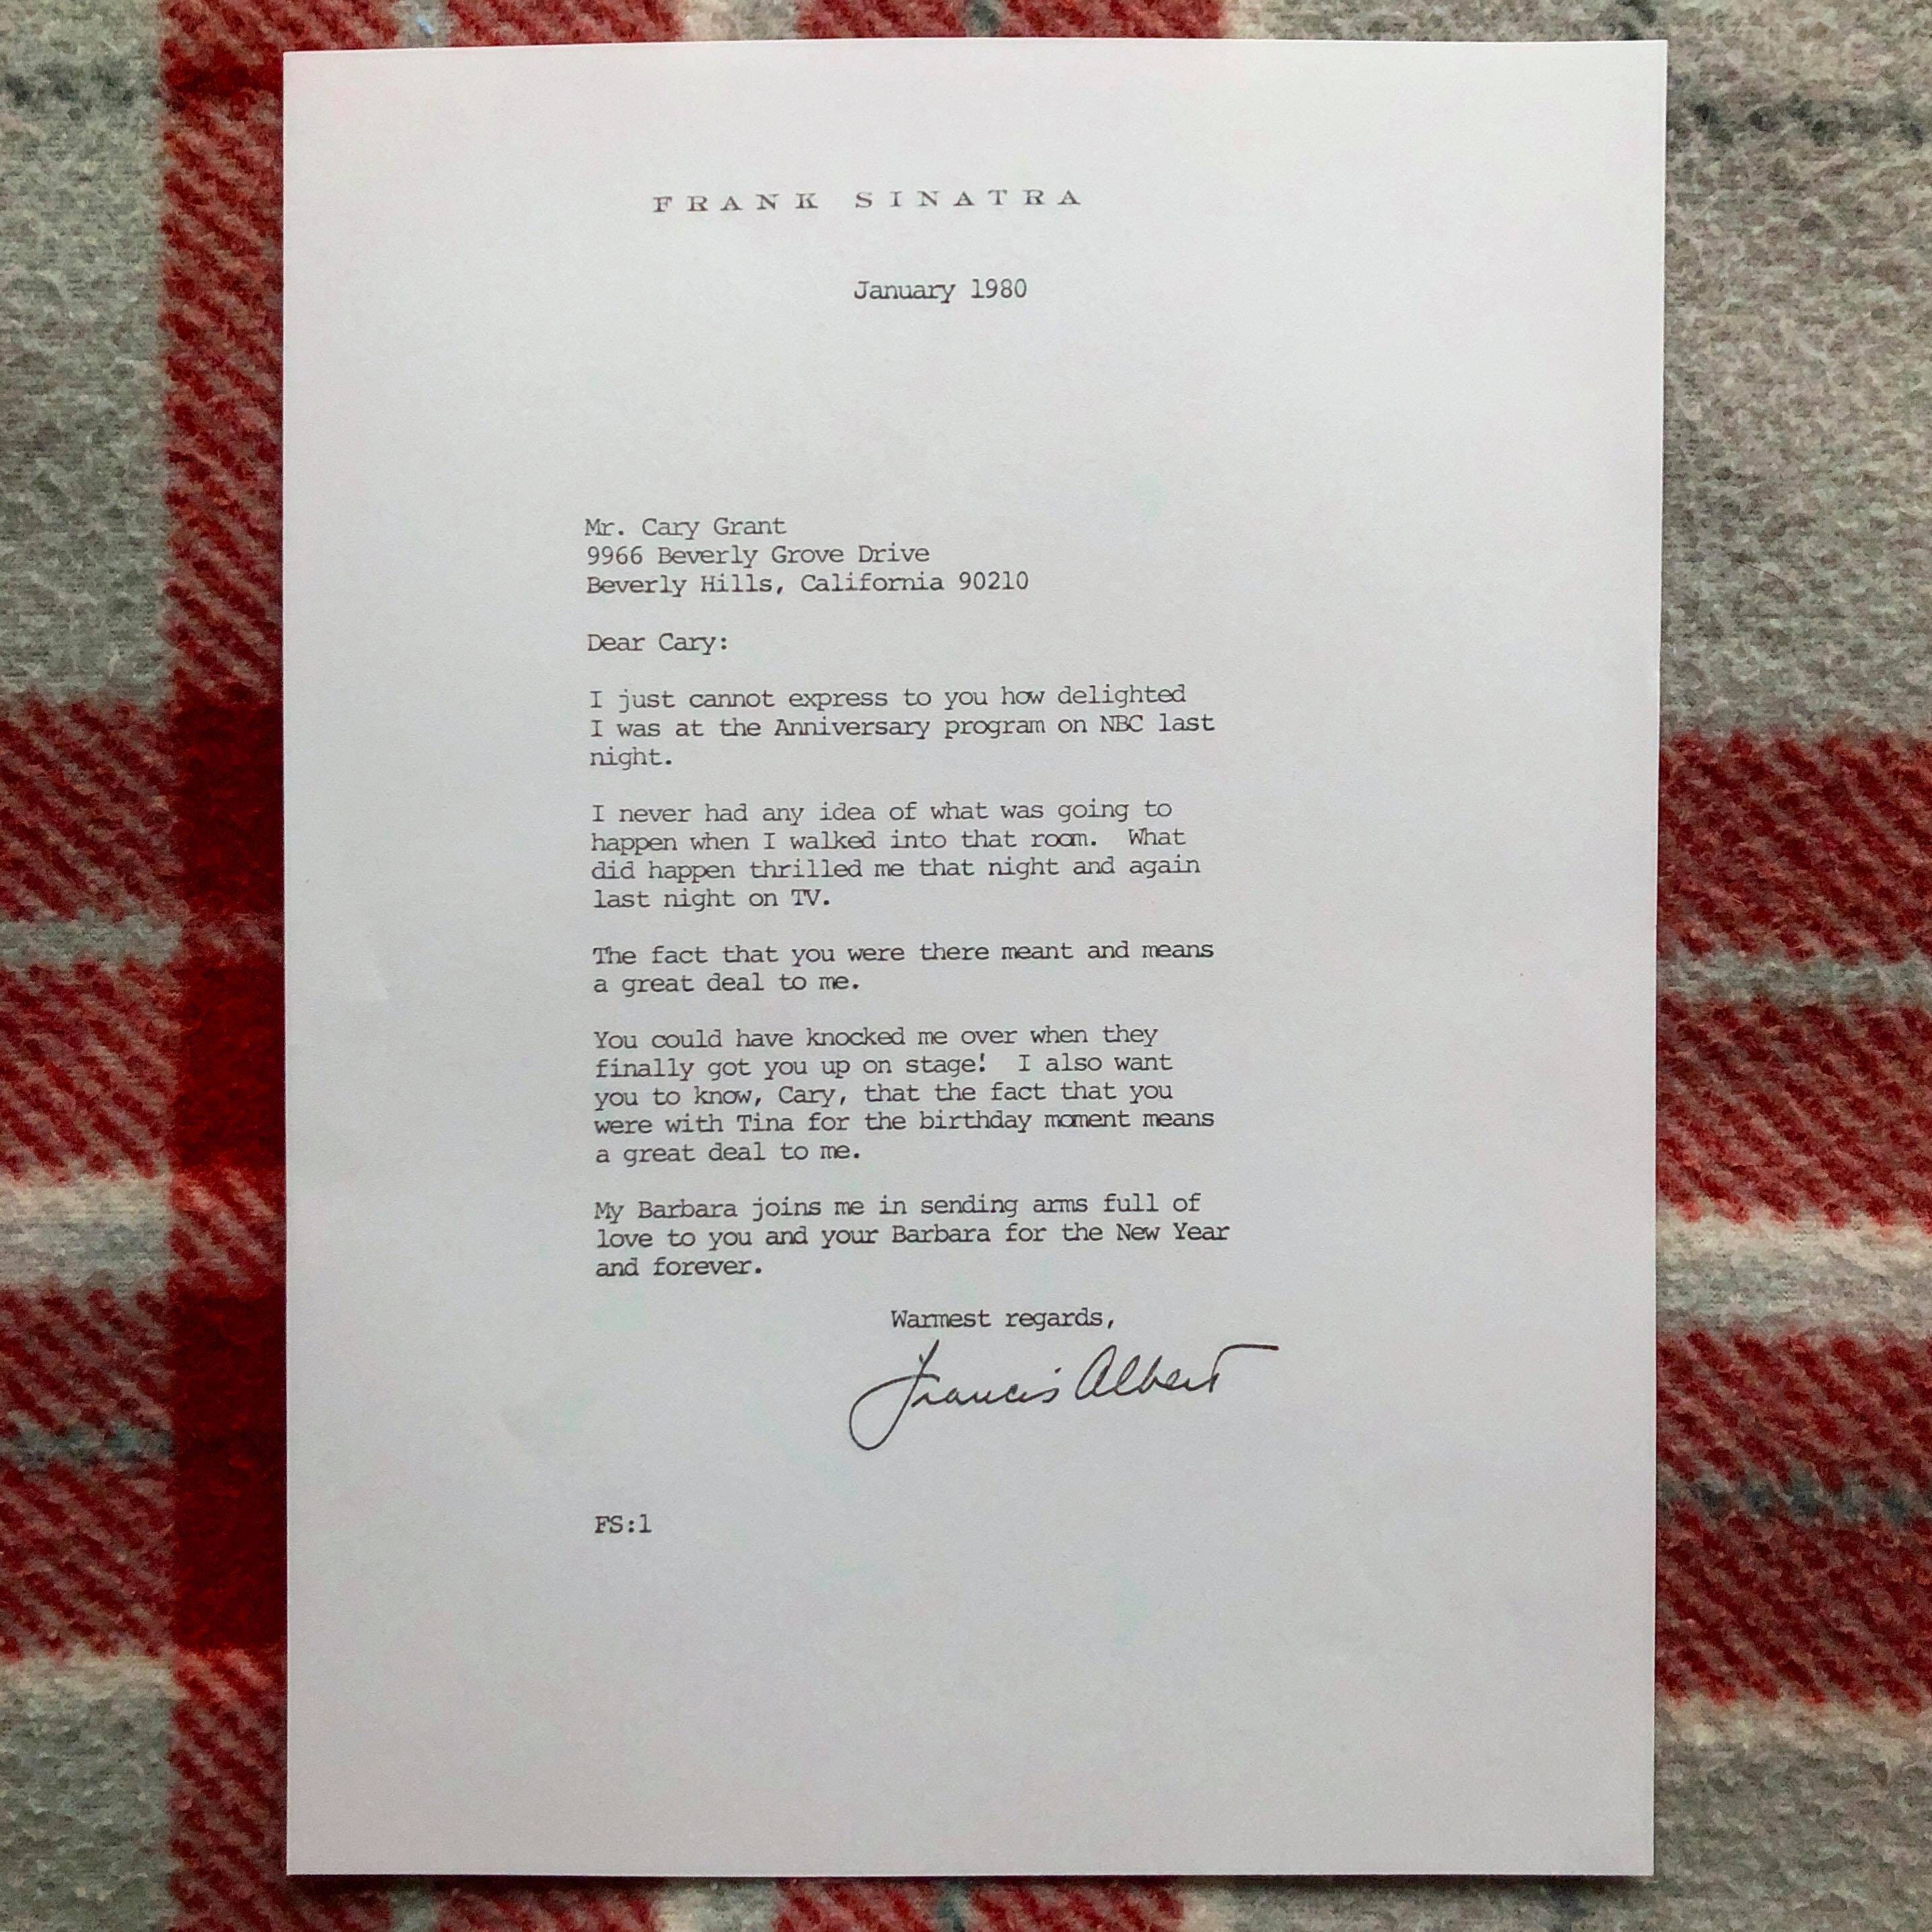 FRANK SINATRA
January 1980
Mr. Cary Grant
9966 Beverly Grove Drive
Beverly Hills, California 90210
Dear Cary:
I just cannot express to you how delighted
I was at the Anniversary program on NBC last
night.
I never had any idea of what was going to
happen when I walked into that room. What
did happen thrilled me that night and again
last night on TV.
The fact that you were there meant and means
a great deal to me.
You could have knocked me over when they
finally got you up on stage! I also want
you to know, Cary, that the fact that you
were with Tina for the birthday moment means
a great deal to me.
My Barbara joins me in sending arms full of
love to you and your Barbara for the New Year
and forever.
Warmest regards,
Francis Albert
FS:l